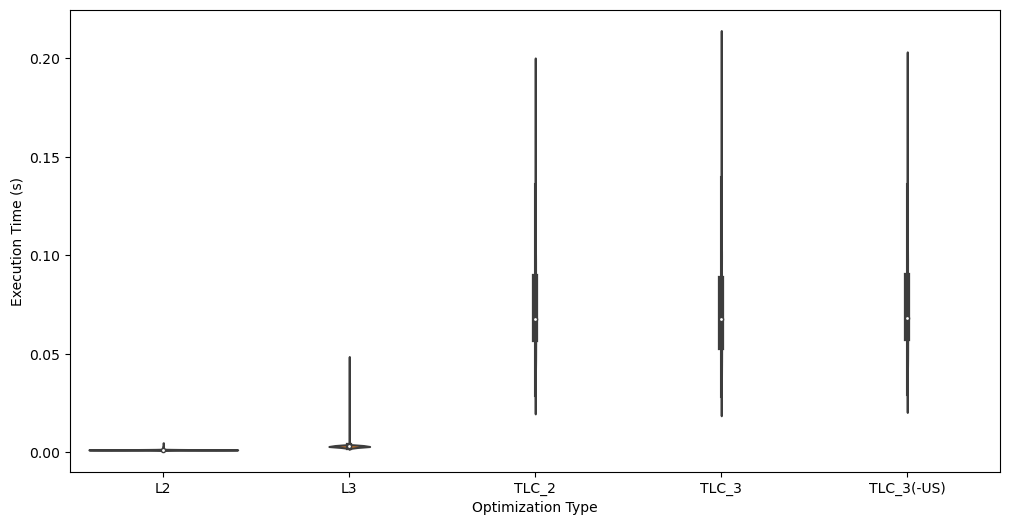 0.20
0.15
0.10
0.05
0.00
Execution Time (s)
L2 L3 TLC_2 TLC_3 TLC_3(-US)
Optimization Type